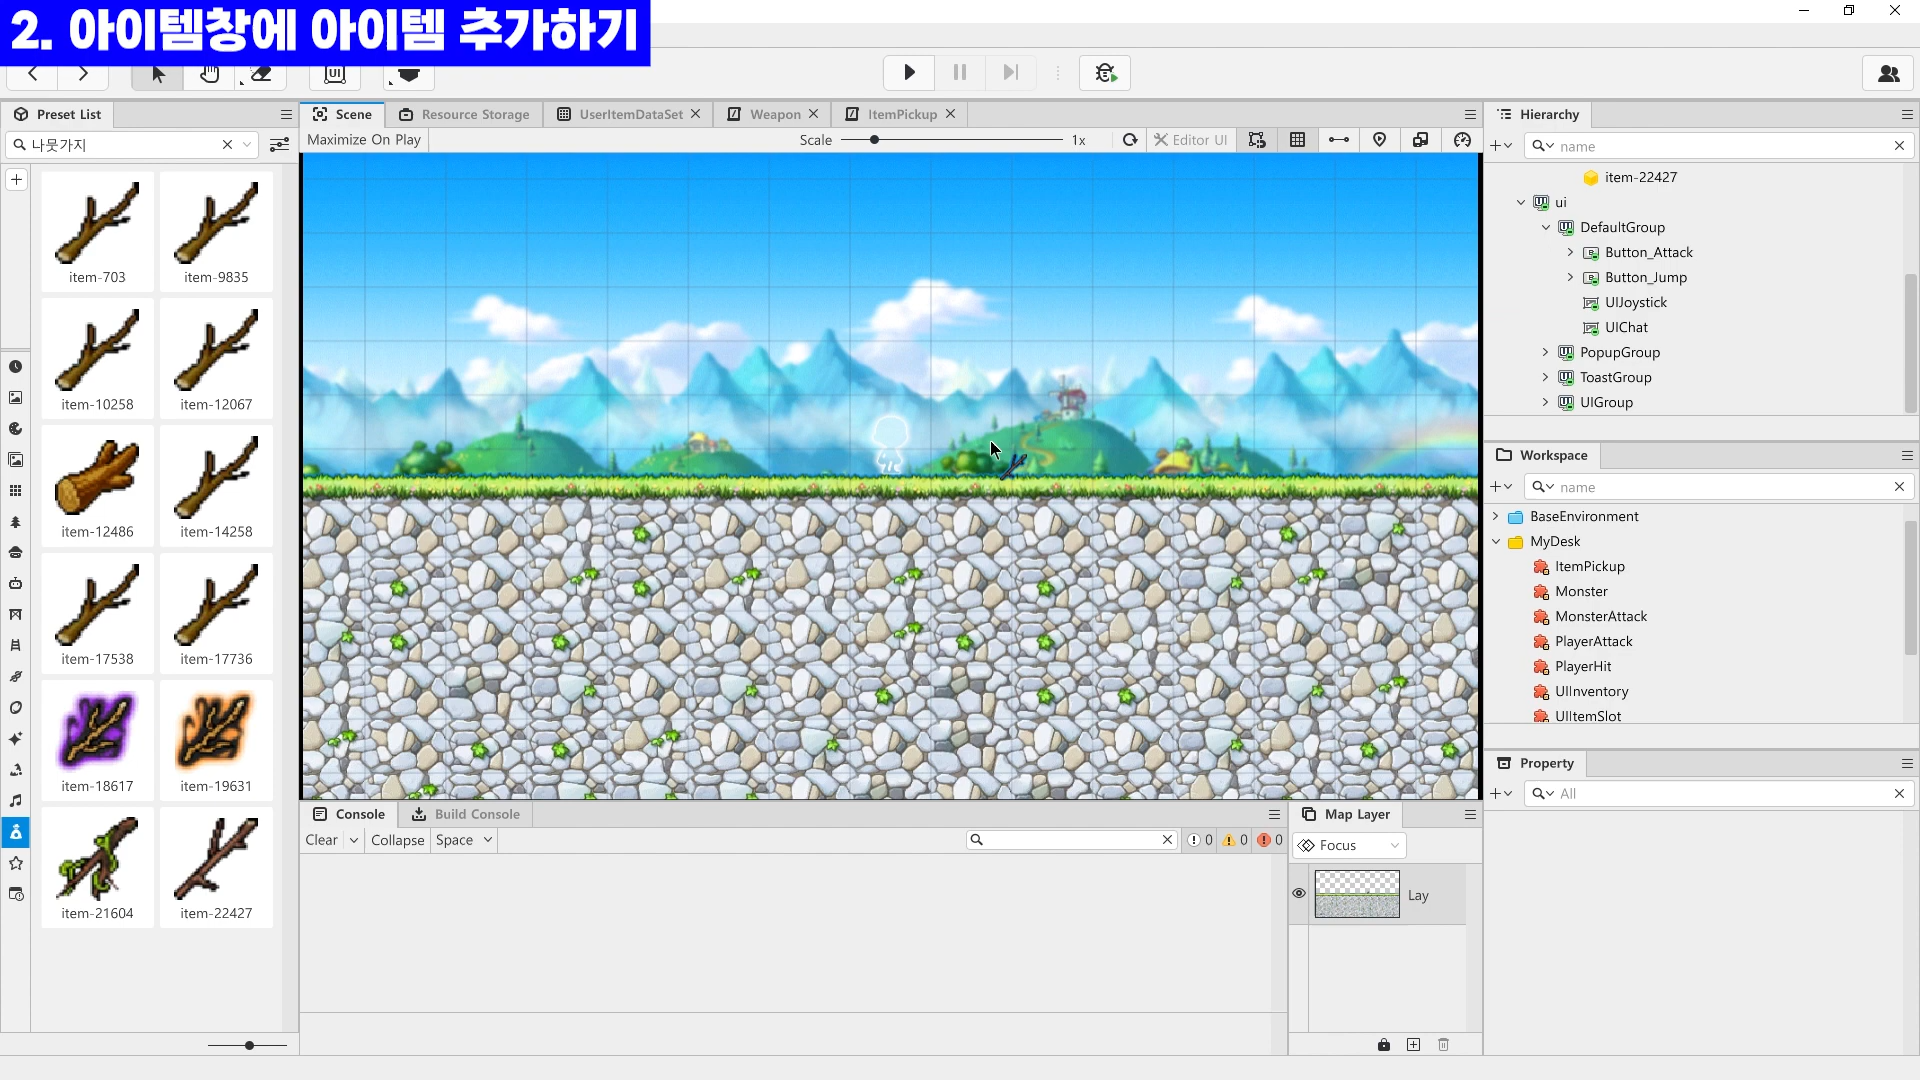 2. 아이템창에 아이템 추가하기
Preset List
나뭇가지
item-703
item-9835
item-10258
item-12067
item-12486
item-14258
item-17538
item-17736
item-18617
item-19631
item-21604
item-22427
Scene
Resource Storage
UserItemDataSet
Weapon
ItemPickup
Maximize On Play
Scale
1x
Editor UI
Console
Build Console
Clear
Collapse
Space
0
0
0
Map Layer
Focus
Lay
Hierarchy
name
item-22427
ui
DefaultGroup
Button_Attack
Button_Jump
UIJoystick
UIChat
PopupGroup
ToastGroup
UIGroup
Workspace
name
BaseEnvironment
MyDesk
ItemPickup
Monster
MonsterAttack
PlayerAttack
PlayerHit
UIInventory
UIItemSlot
Property
All